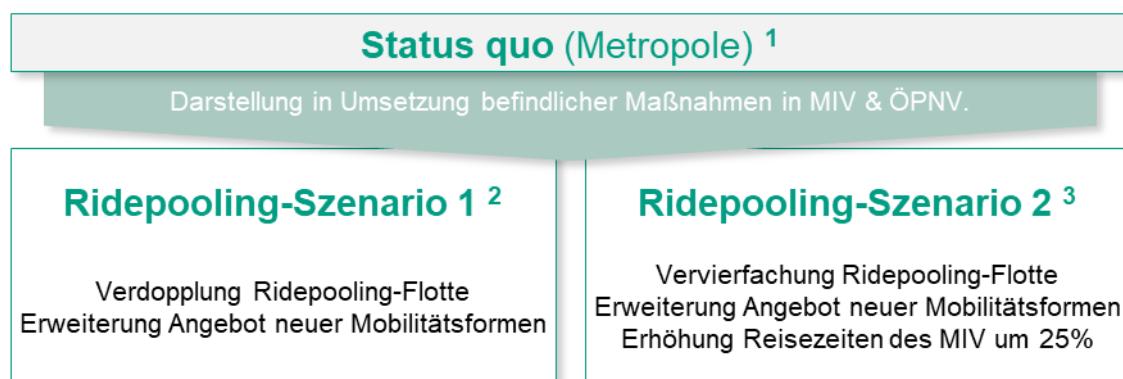 Status quo (Metropole) ¹
Darstellung in Umsetzung befindlicher Maßnahmen in MIV & ÖPNV.
Ridepooling-Szenario 1 ²
Verdopplung Ridepooling-Flotte
Erweiterung Angebot neuer Mobilitätsformen
Ridepooling-Szenario 2 ³
Vervierfachung Ridepooling-Flotte
Erweiterung Angebot neuer Mobilitätsformen
Erhöhung Reisezeiten des MIV um 25%